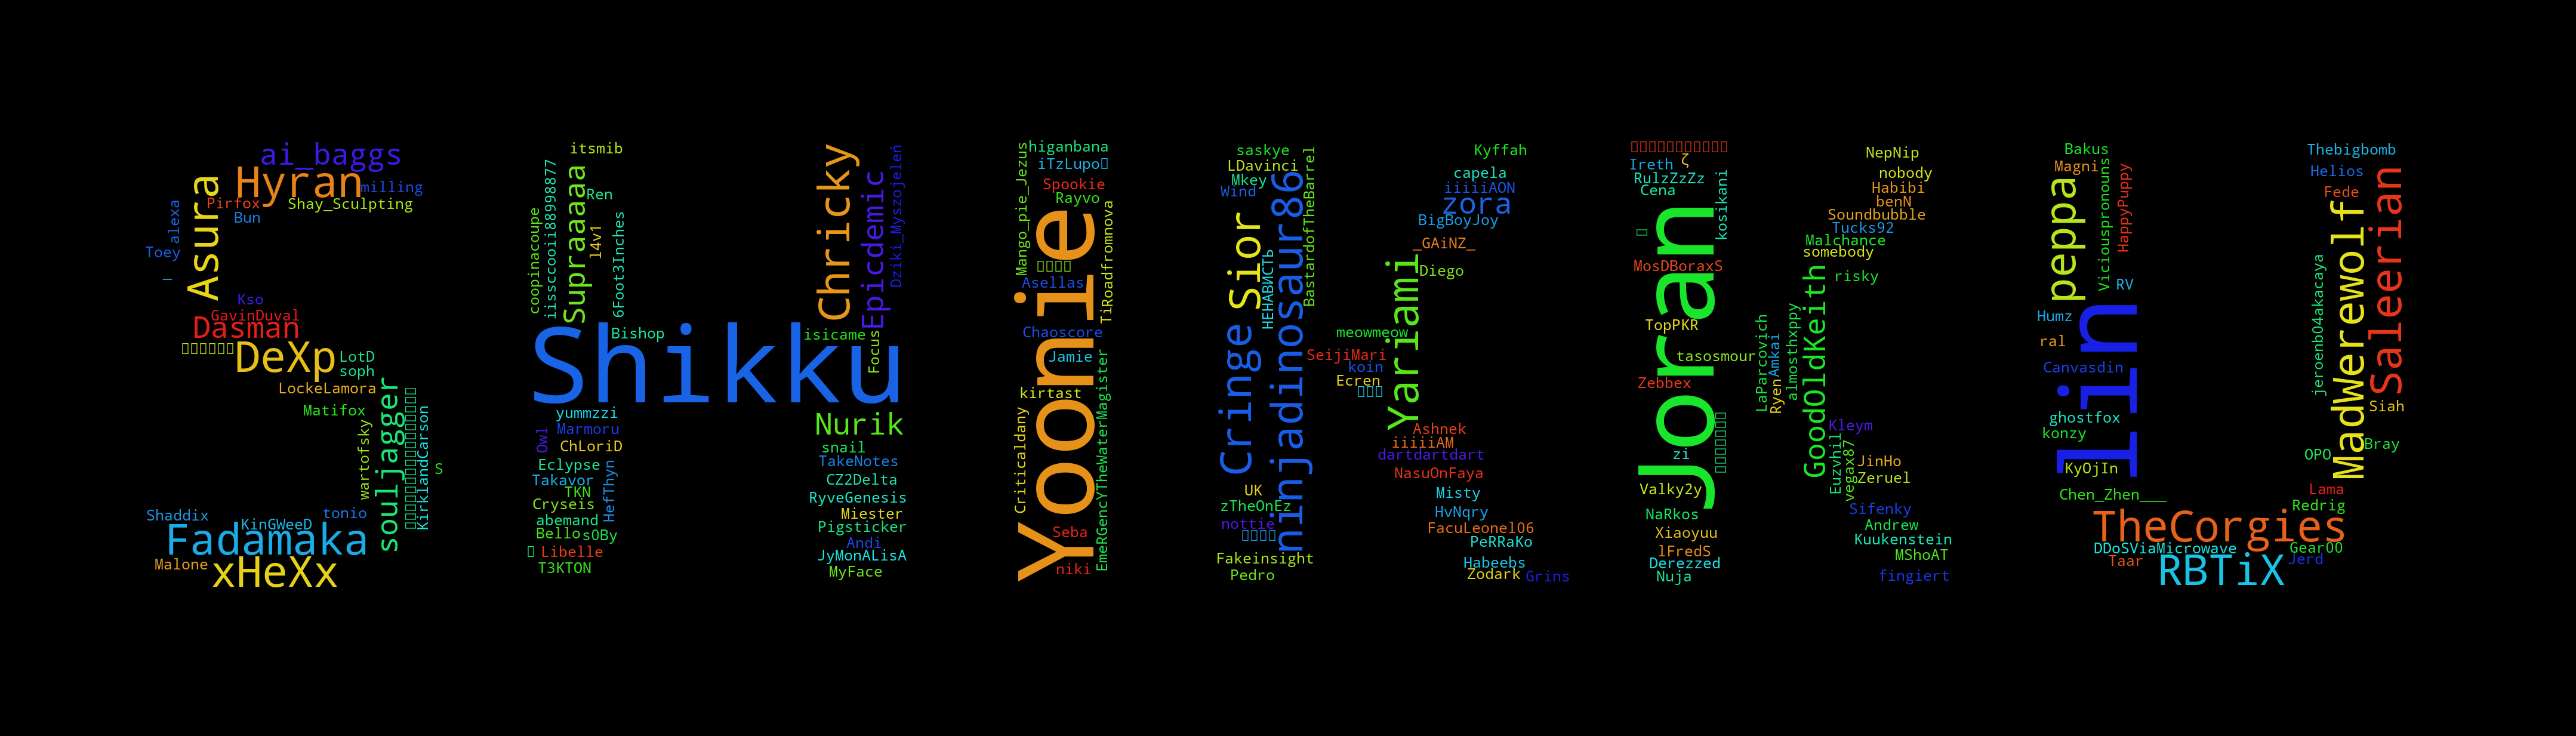 ai_baggs
Hyran
milling
Asura
Pirfox
Shay_Sculpting
Bun
alexa
Toey
_
Kso
GavinDuval
Dasman
DeXp
LotD
soph
LockeLamora
Matifox
wartofsky
souljagger
KirklandCarson
S
Shaddix
KinGWeeD
tonio
Fadamaka
Malone
xHeXx
itsmib
Supraaaaa
Ren
coopinacoupe
iissccooii88998877
l4v1
6Foot3Inches
Shikku
Bishop
Chricky
Epicdemic
Dziki_Myszojeleń
isicame
Focus
yummzzi
Marmoru
Owl
ChLoriD
Eclypse
Takavor
TKN
HefThyn
Cryseis
abemand
Bello
sOBy
Libelle
T3KTON
Nurik
snail
TakeNotes
CZ2Delta
RyveGenesis
Miester
Pigsticker
Andi
JyMonALisA
MyFace
higanbana
iTzLupo
Mango_pie_Jezus
Spookie
Rayvo
TiRoadfromnova
Yoonie
Asellas
Chaoscore
Jamie
kirtast
Criticaldany
EmeRGencYTheWaterMagister
Seba
niki
saskye
LDavinci
Mkey
Wind
BastardofTheBarrel
Sior
НЕНАВИСТЬ
ninjadinosaur86
Cringe
UK
zTheOnEz
nottie
Fakeinsight
Pedro
Kyffah
capela
iiiiiAON
zora
BigBoyJoy
_GAiNZ_
Yariami
Diego
meowmeow
SeijiMari
koin
Ecren
Ashnek
iiiiiAM
dartdartdart
NasuOnFaya
Misty
HvNqry
FacuLeonel06
PeRRaKo
Habeebs
Zodark
Grins
Ireth
ζ
RulzZzZz
Cena
kosikani
Joran
MosDBoraxS
TopPKR
tasosmour
Zebbex
zi
Valky2y
NaRkos
Xiaoyuu
lFredS
Derezzed
Nuja
NepNip
nobody
Habibi
benN
Soundbubble
Tucks92
Malchance
somebody
risky
GoodOldKeith
LaParcovich
Ryen
Amkai
almosthxppy
Kleym
Euzvhil
vegax87
JinHo
Zeruel
Sifenky
Andrew
Kuukenstein
MShoAT
fingiert
Bakus
Magni
peppa
Viciouspronouns
HappyPuppy
RV
Humz
lin
ral
Canvasdin
ghostfox
konzy
KyOjIn
Chen_Zhen___
TheCorgies
DDoSViaMicrowave
Taar
RBTiX
Gear00
Jerd
Thebigbomb
Helios
Fede
Saleerian
MadWerewolf
jeroenb04akacaya
Siah
Bray
OPO
Lama
Redrig